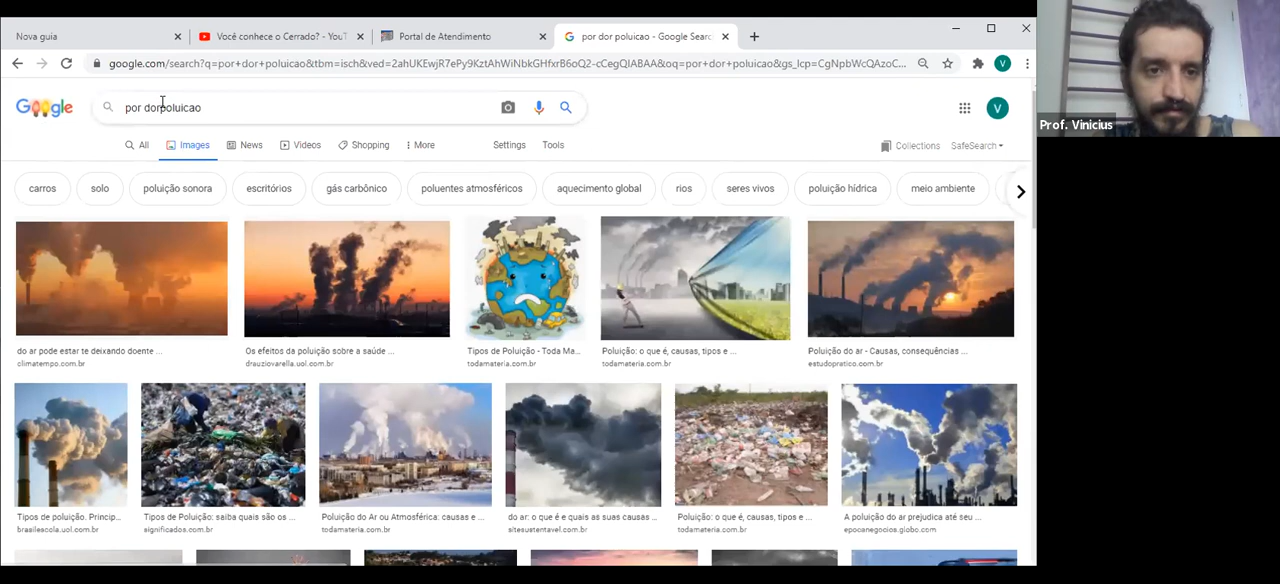 Nova guia
Você conhece o Cerrado? - YouT
Portal de Atendimento
por dor poluicao - Google Searc
google.com/search?q=por+dor+poluicao&tbm=isch&ved=2ahUKEwjR7ePy9KztAhWiNbkGHfxrB6oQ2-cCegQIABAA&oq=por+dor+poluicao&gs_lcp=CgNpbWcQAzoC...
V
Prof. Vinicius
Google
por dor poluicao
V
All
Images
News
Videos
Shopping
More
Settings
Tools
Collections
SafeSearch
carros
solo
poluição sonora
escritórios
gás carbônico
poluentes atmosféricos
aquecimento global
rios
seres vivos
poluição hídrica
meio ambiente
do ar pode estar te deixando doente ...
climatempo.com.br
Os efeitos da poluição sobre a saúde ...
drauziovarella.uol.com.br
Tipos de Poluição - Toda Ma...
todamateria.com.br
Poluição: o que é, causas, tipos e ...
todamateria.com.br
Poluição do ar - Causas, consequências ...
estudopratico.com.br
Tipos de poluição. Princip...
brasilescola.uol.com.br
Tipos de Poluição: saiba quais são os ...
significados.com.br
Poluição do Ar ou Atmosférica: causas e ...
todamateria.com.br
do ar: o que é e quais as suas causas ...
sitesustentavel.com.br
Poluição: o que é, causas, tipos e ...
todamateria.com.br
A poluição do ar prejudica até seu ...
epocanegocios.globo.com